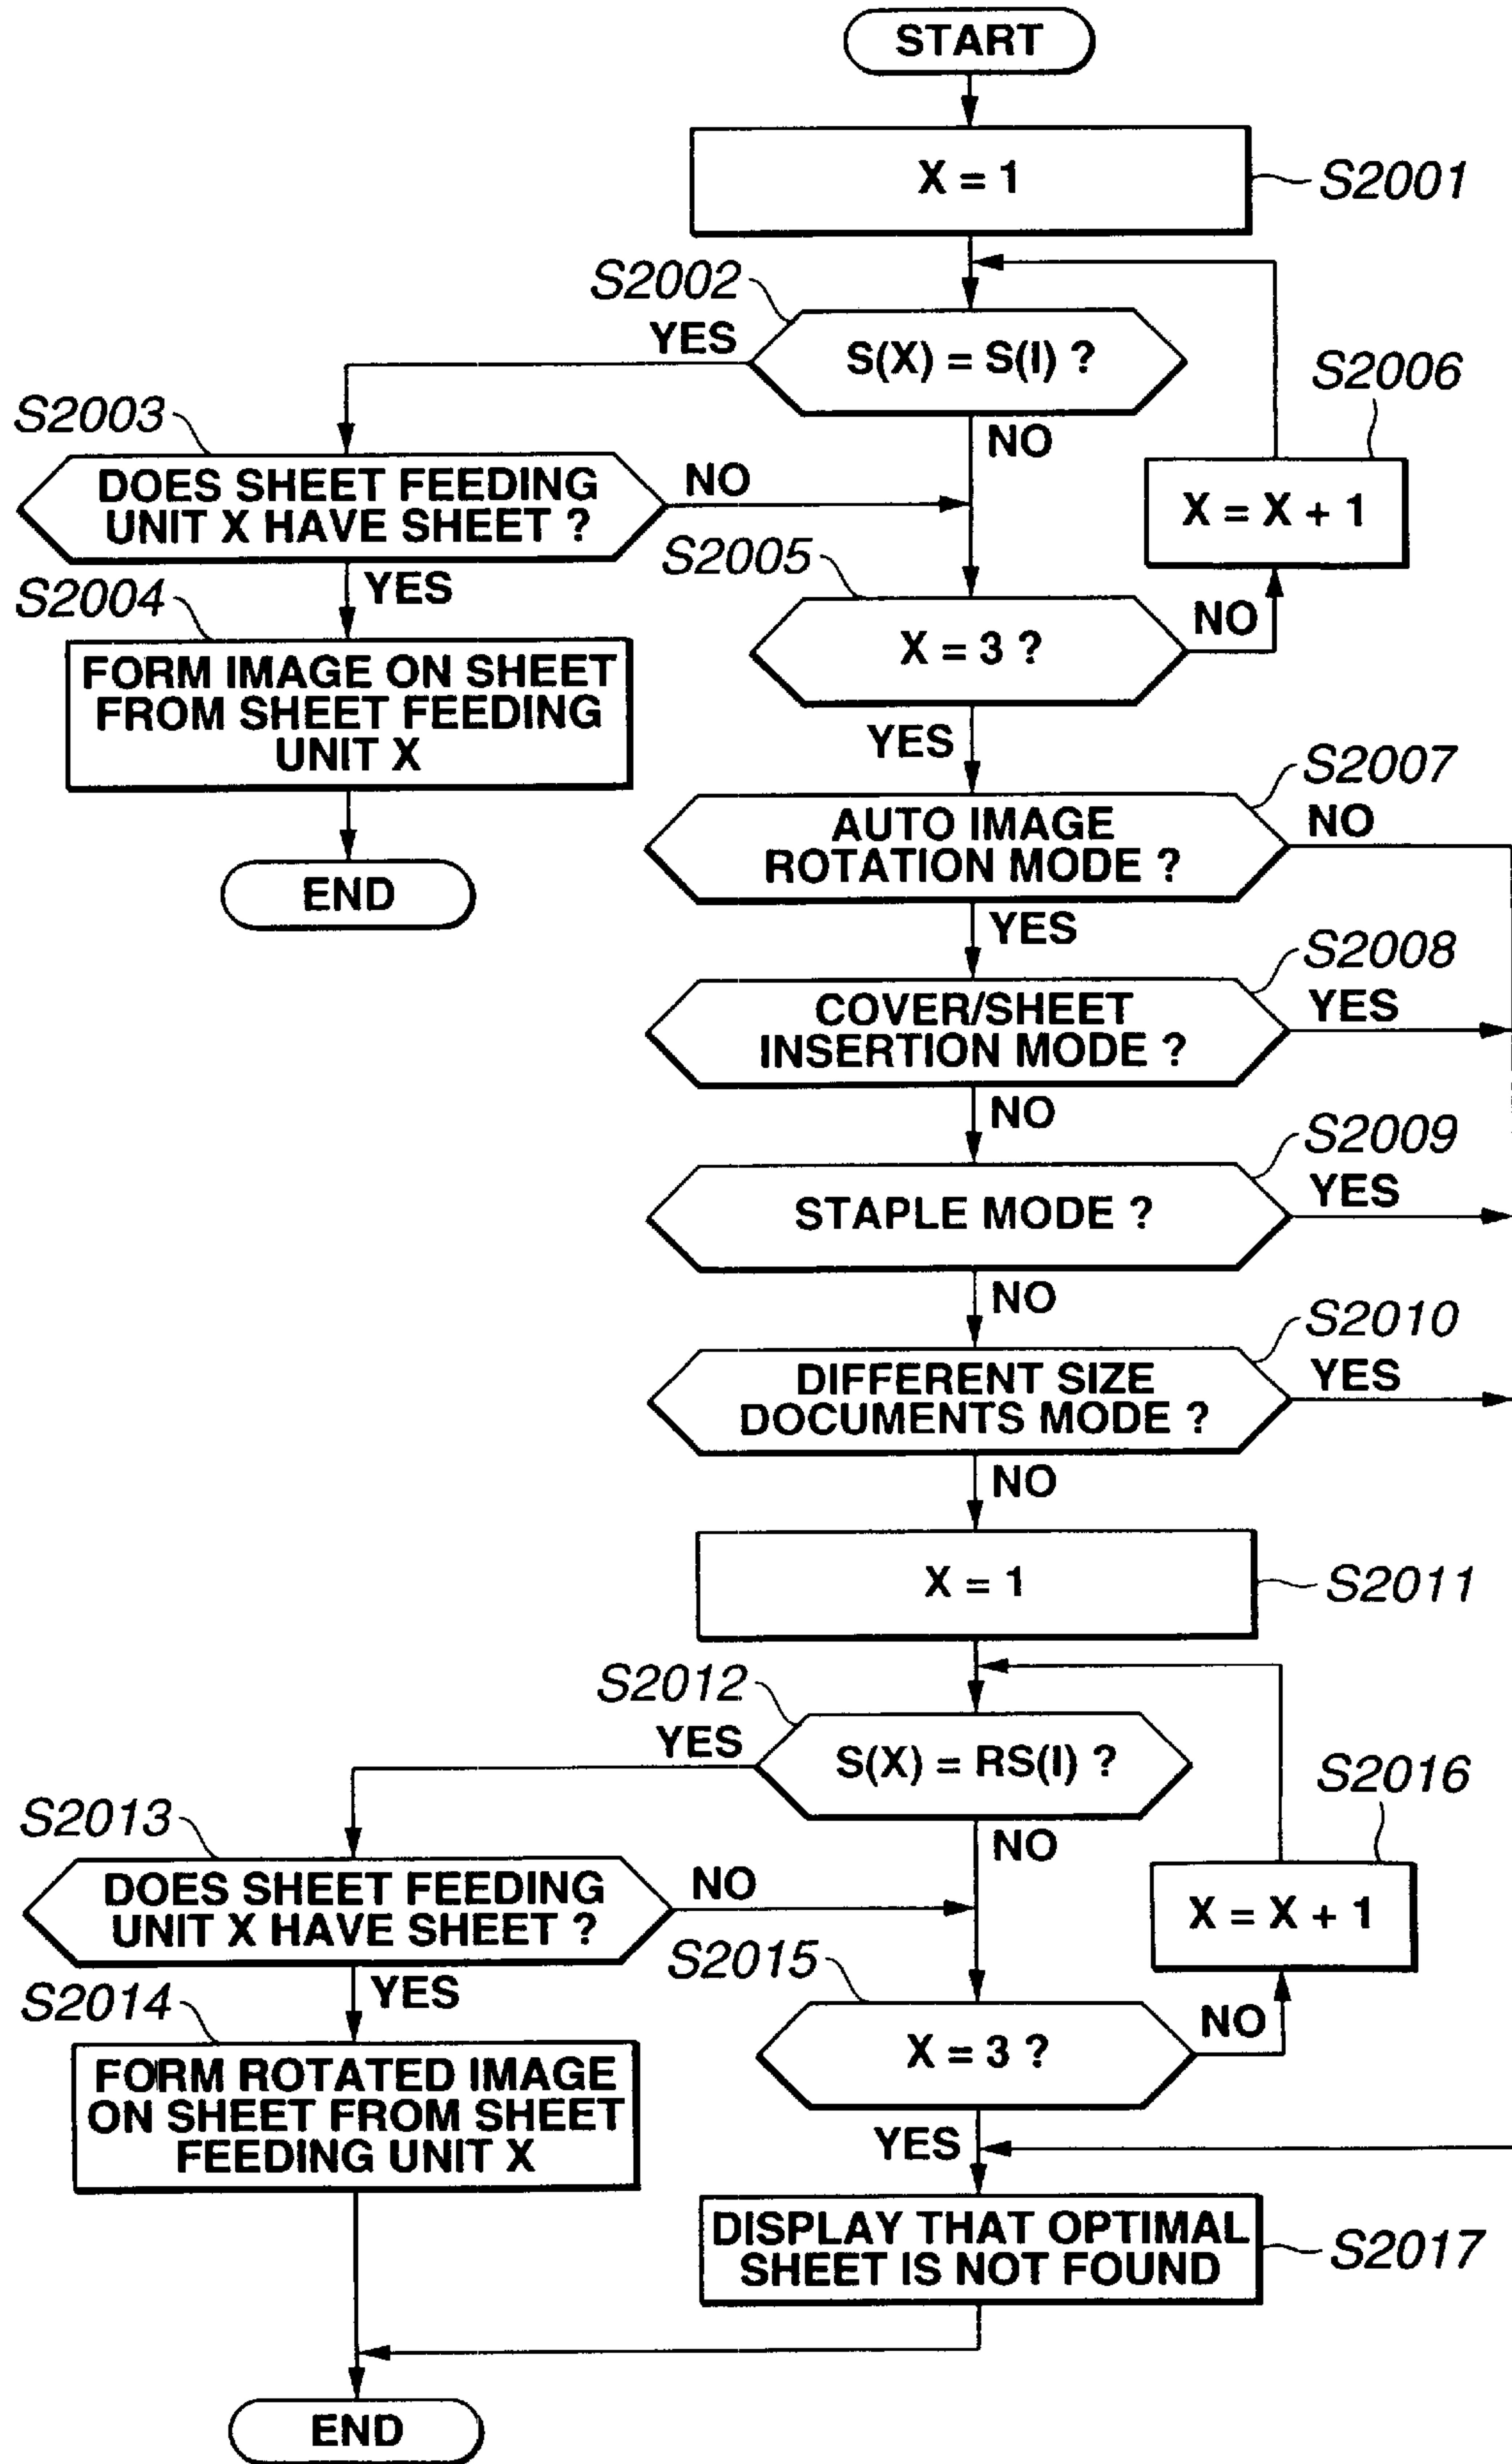 START
X = 1
S2001
S2002
YES
S(X) = S(I) ?
S2006
S2003
NO
DOES SHEET FEEDING
UNIT X HAVE SHEET ?
NO
X = X + 1
S2005
S2004
YES
X = 3 ?
NO
FORM IMAGE ON SHEET
FROM SHEET FEEDING
UNIT X
YES
S2007
END
AUTO IMAGE
ROTATION MODE ?
NO
YES
S2008
COVER/SHEET
INSERTION MODE ?
YES
NO
S2009
STAPLE MODE ?
YES
NO
S2010
DIFFERENT SIZE
DOCUMENTS MODE ?
YES
NO
X = 1
S2011
S2012
YES
S(X) = RS(I) ?
S2016
S2013
NO
DOES SHEET FEEDING
UNIT X HAVE SHEET ?
NO
X = X + 1
S2015
S2014
YES
X = 3 ?
NO
FORM ROTATED IMAGE
ON SHEET FROM SHEET
FEEDING UNIT X
YES
DISPLAY THAT OPTIMAL
SHEET IS NOT FOUND
S2017
END